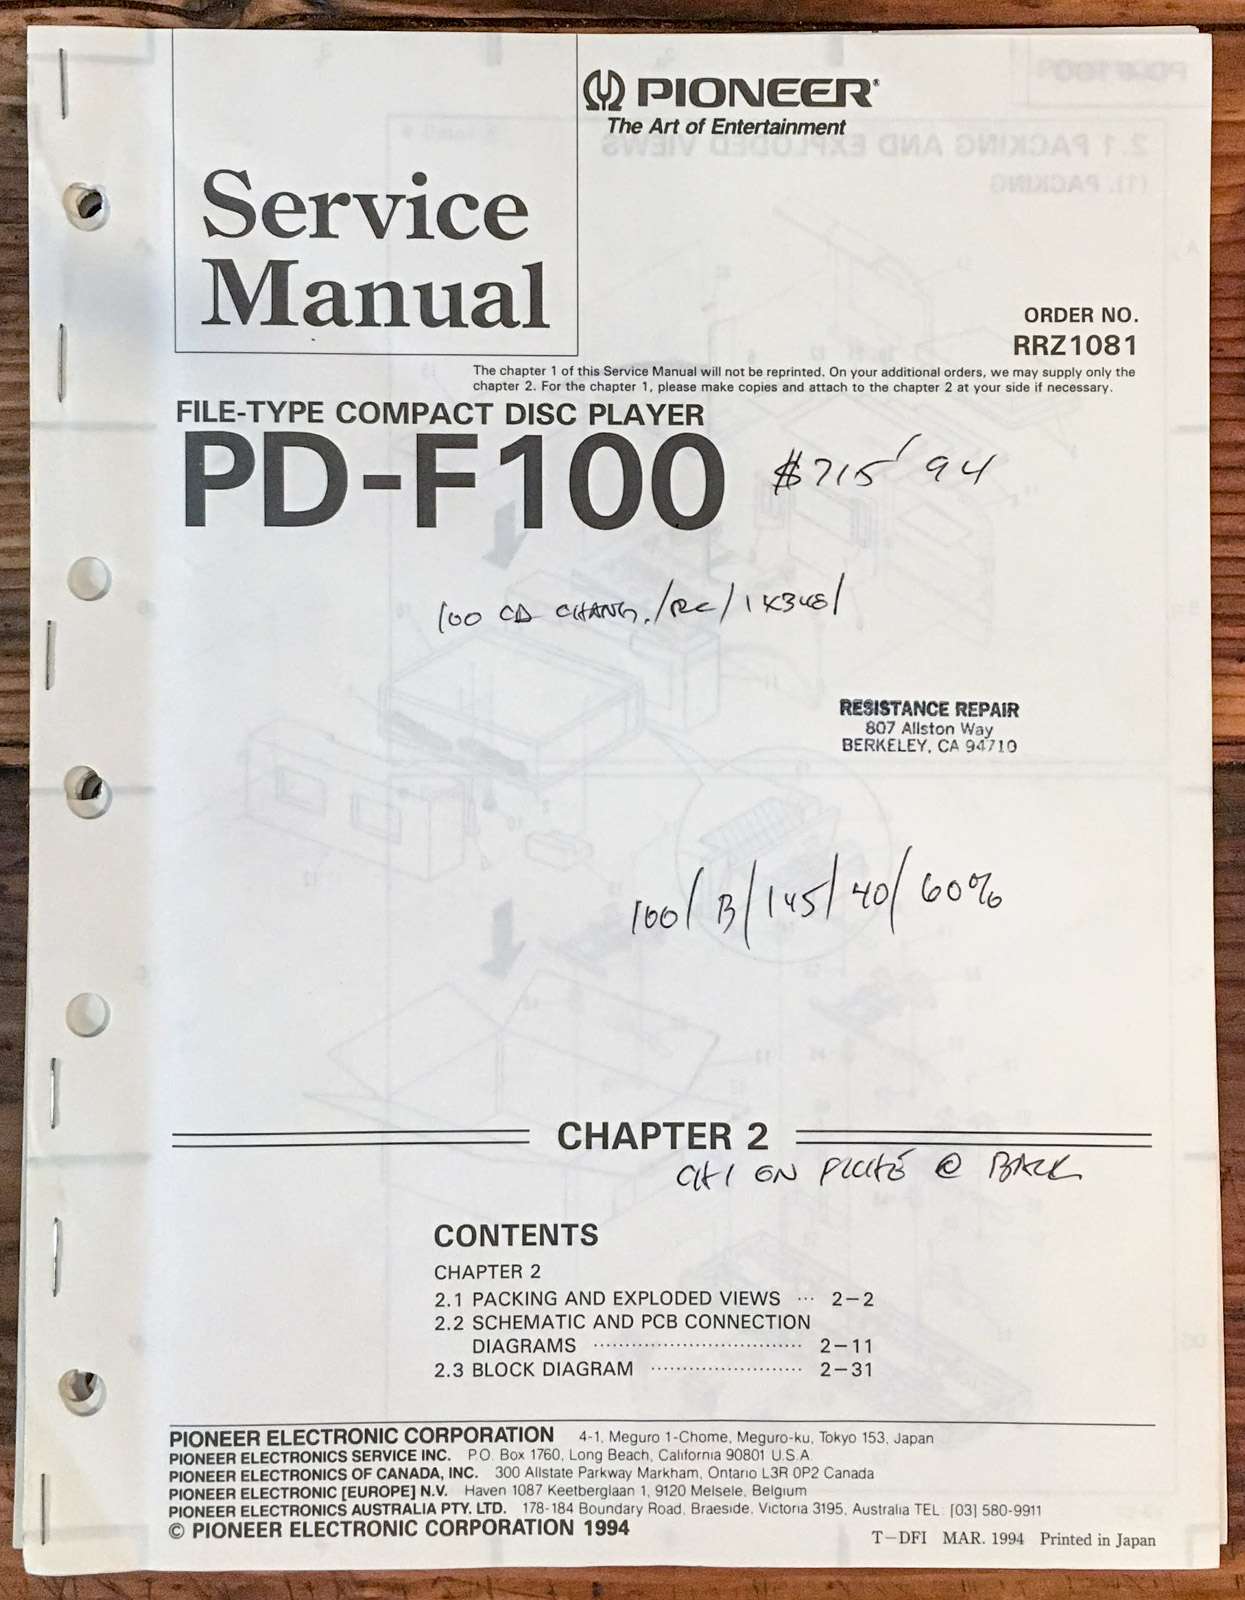 PIONEER®
The Art of Entertainment
Service
Manual
ORDER NO.
RRZ1081
The chapter 1 of this Service Manual will not be reprinted. On your additional orders, we may supply only the
chapter 2. For the chapter 1, please make copies and attach to the chapter 2 at your side if necessary.
FILE-TYPE COMPACT DISC PLAYER
PD-F100
$715/94
100 CD CHANG./RC/1X348/
RESISTANCE REPAIR
807 Allston Way
BERKELEY, CA 94710
100/B/145/40/60%
CHAPTER 2
CH 1 ON @ BACK
CONTENTS
CHAPTER 2
2.1 PACKING AND EXPLODED VIEWS ... 2-2
2.2 SCHEMATIC AND PCB CONNECTION
DIAGRAMS ................................ 2-11
2.3 BLOCK DIAGRAM ....................... 2-31
PIONEER ELECTRONIC CORPORATION 4-1, Meguro 1-Chome, Meguro-ku, Tokyo 153, Japan
PIONEER ELECTRONICS SERVICE INC. P.O. Box 1760, Long Beach, California 90801 U.S.A.
PIONEER ELECTRONICS OF CANADA, INC. 300 Allstate Parkway Markham, Ontario L3R 0P2 Canada
PIONEER ELECTRONIC [EUROPE] N.V. Haven 1087 Keetberglaan 1, 9120 Melsele, Belgium
PIONEER ELECTRONICS AUSTRALIA PTY. LTD. 178-184 Boundary Road, Braeside, Victoria 3195, Australia TEL: [03] 580-9911
© PIONEER ELECTRONIC CORPORATION 1994
T-DFI MAR. 1994 Printed in Japan